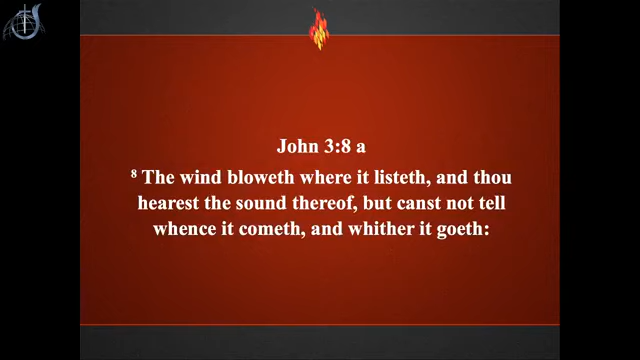 John 3:8 a
8 The wind bloweth where it listeth, and thou
hearest the sound thereof, but canst not tell
whence it cometh, and whither it goeth: